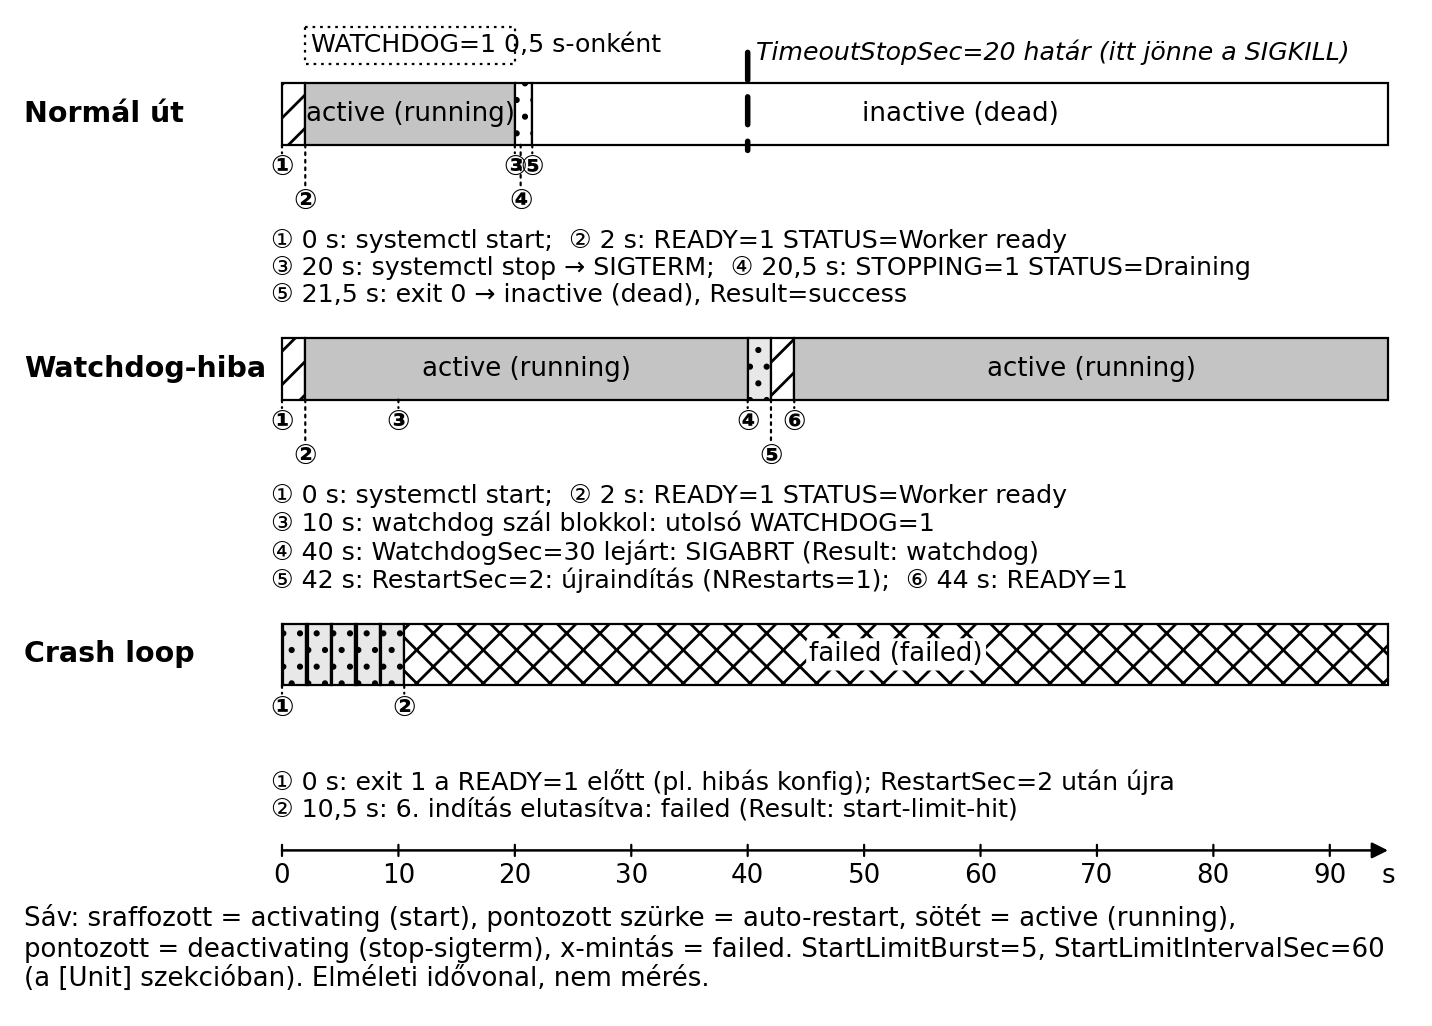 WATCHDOG=1 0,5 s-onként
TimeoutStopSec=20 határ (itt jönne a SIGKILL)
Normál út
active (running)
inactive (dead)
① ③ ⑤
② ④
① 0 s: systemctl start; ② 2 s: READY=1 STATUS=Worker ready
③ 20 s: systemctl stop → SIGTERM; ④ 20,5 s: STOPPING=1 STATUS=Draining
⑤ 21,5 s: exit 0 → inactive (dead), Result=success
Watchdog-hiba
active (running)
active (running)
① ③ ④ ⑥
② ⑤
① 0 s: systemctl start; ② 2 s: READY=1 STATUS=Worker ready
③ 10 s: watchdog szál blokkol: utolsó WATCHDOG=1
④ 40 s: WatchdogSec=30 lejárt: SIGABRT (Result: watchdog)
⑤ 42 s: RestartSec=2: újraindítás (NRestarts=1); ⑥ 44 s: READY=1
Crash loop
failed (failed)
① ②
① 0 s: exit 1 a READY=1 előtt (pl. hibás konfig); RestartSec=2 után újra
② 10,5 s: 6. indítás elutasítva: failed (Result: start-limit-hit)
0 10 20 30 40 50 60 70 80 90 s
Sáv: sraffozott = activating (start), pontozott szürke = auto-restart, sötét = active (running),
pontozott = deactivating (stop-sigterm), x-mintás = failed. StartLimitBurst=5, StartLimitIntervalSec=60
(a [Unit] szekcióban). Elméleti idővonal, nem mérés.